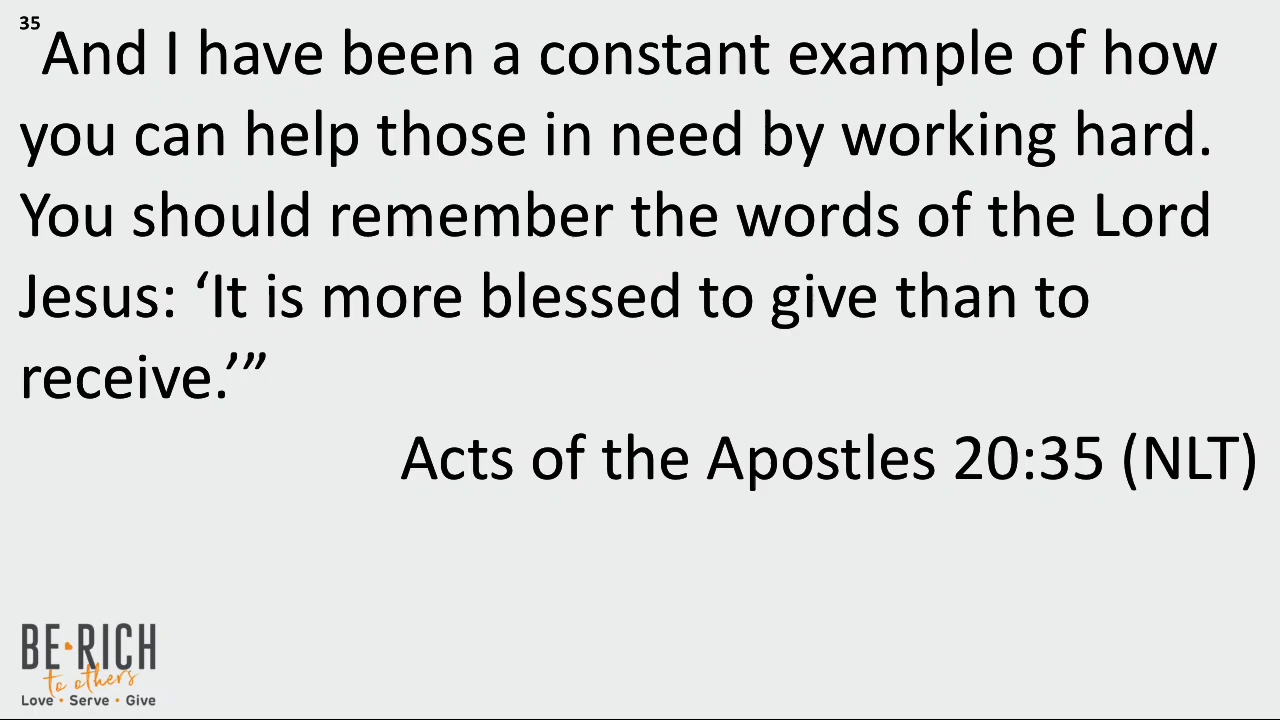 35 And I have been a constant example of how
you can help those in need by working hard.
You should remember the words of the Lord
Jesus: ‘It is more blessed to give than to
receive.’”
Acts of the Apostles 20:35 (NLT)
BE·RICH
to others
Love • Serve • Give